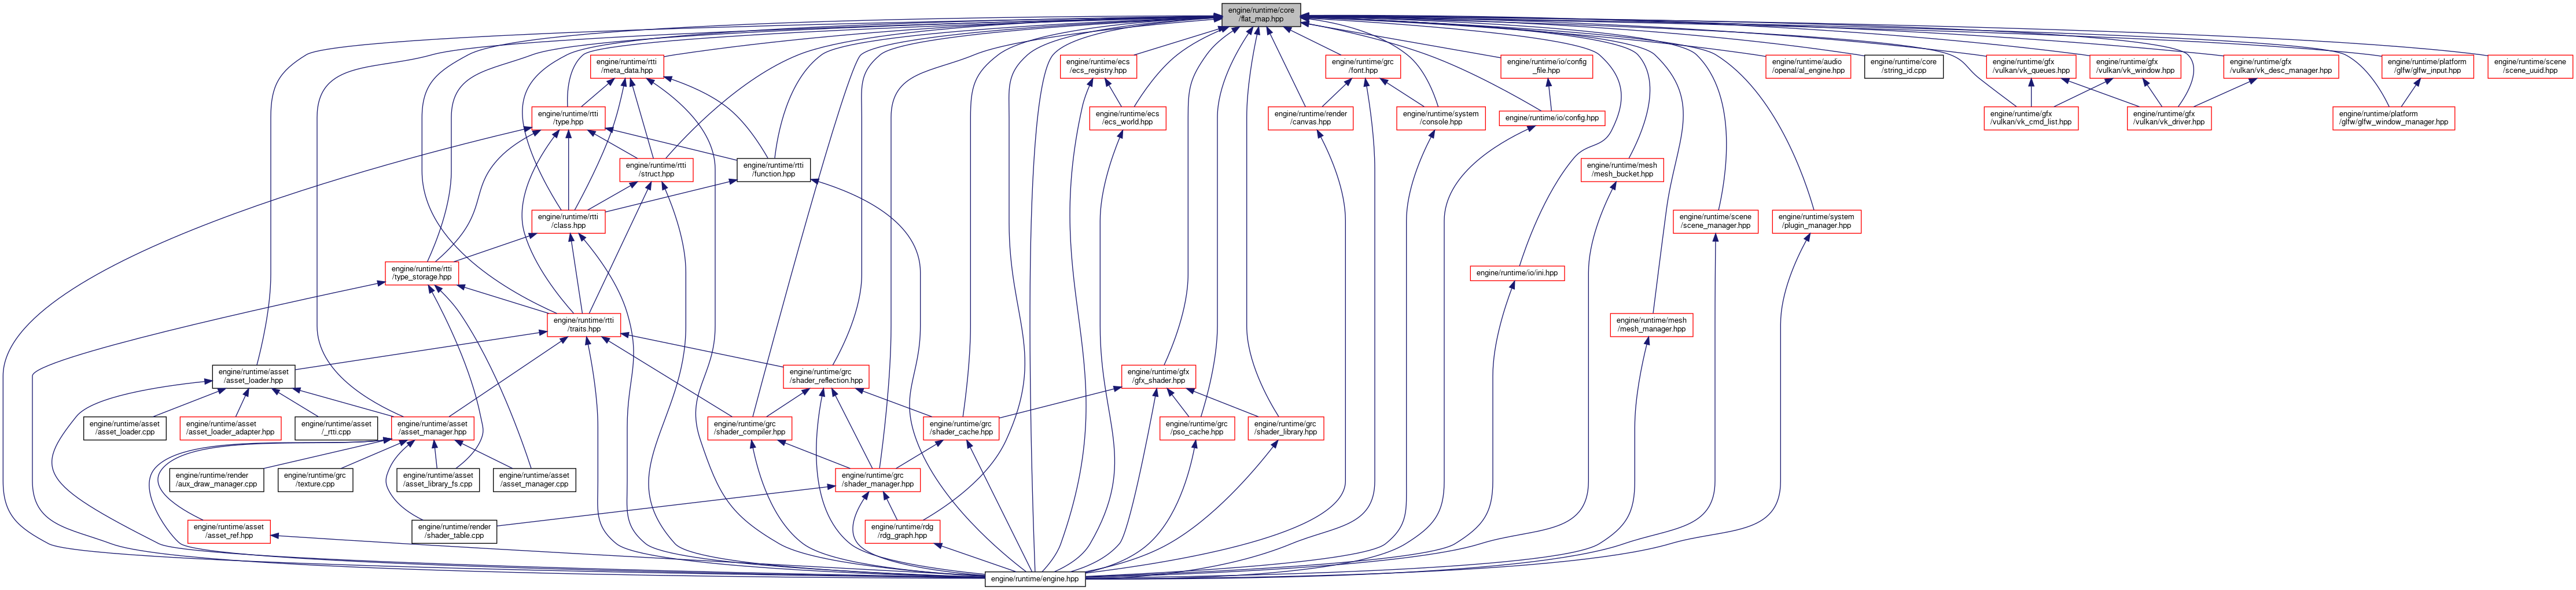 engine/runtime/core
/flat_map.hpp
engine/runtime/rtti
/meta_data.hpp
engine/runtime/ecs
/ecs_registry.hpp
engine/runtime/grc
/font.hpp
engine/runtime/io/config
_file.hpp
engine/runtime/audio
/openal/al_engine.hpp
engine/runtime/core
/string_id.cpp
engine/runtime/gfx
/vulkan/vk_queues.hpp
engine/runtime/gfx
/vulkan/vk_window.hpp
engine/runtime/gfx
/vulkan/vk_desc_manager.hpp
engine/runtime/platform
/glfw/glfw_input.hpp
engine/runtime/scene
/scene_uuid.hpp
engine/runtime/rtti
/type.hpp
engine/runtime/ecs
/ecs_world.hpp
engine/runtime/render
/canvas.hpp
engine/runtime/system
/console.hpp
engine/runtime/io/config.hpp
engine/runtime/gfx
/vulkan/vk_cmd_list.hpp
engine/runtime/gfx
/vulkan/vk_driver.hpp
engine/runtime/platform
/glfw/glfw_window_manager.hpp
engine/runtime/rtti
/struct.hpp
engine/runtime/rtti
/function.hpp
engine/runtime/mesh
/mesh_bucket.hpp
engine/runtime/rtti
/class.hpp
engine/runtime/scene
/scene_manager.hpp
engine/runtime/system
/plugin_manager.hpp
engine/runtime/rtti
/type_storage.hpp
engine/runtime/io/ini.hpp
engine/runtime/rtti
/traits.hpp
engine/runtime/mesh
/mesh_manager.hpp
engine/runtime/asset
/asset_loader.hpp
engine/runtime/grc
/shader_reflection.hpp
engine/runtime/gfx
/gfx_shader.hpp
engine/runtime/asset
/asset_loader.cpp
engine/runtime/asset
/asset_loader_adapter.hpp
engine/runtime/asset
/_rtti.cpp
engine/runtime/asset
/asset_manager.hpp
engine/runtime/grc
/shader_compiler.hpp
engine/runtime/grc
/shader_cache.hpp
engine/runtime/grc
/pso_cache.hpp
engine/runtime/grc
/shader_library.hpp
engine/runtime/render
/aux_draw_manager.cpp
engine/runtime/grc
/texture.cpp
engine/runtime/asset
/asset_library_fs.cpp
engine/runtime/asset
/asset_manager.cpp
engine/runtime/grc
/shader_manager.hpp
engine/runtime/asset
/asset_ref.hpp
engine/runtime/render
/shader_table.cpp
engine/runtime/rdg
/rdg_graph.hpp
engine/runtime/engine.hpp